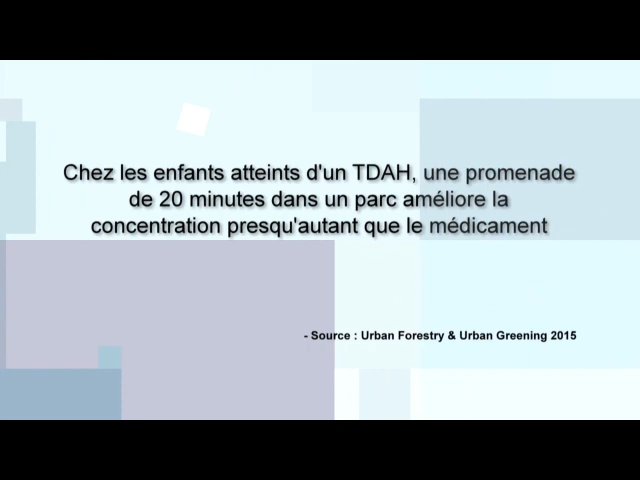 Chez les enfants atteints d'un TDAH, une promenade
de 20 minutes dans un parc améliore la
concentration presqu'autant que le médicament
- Source : Urban Forestry & Urban Greening 2015